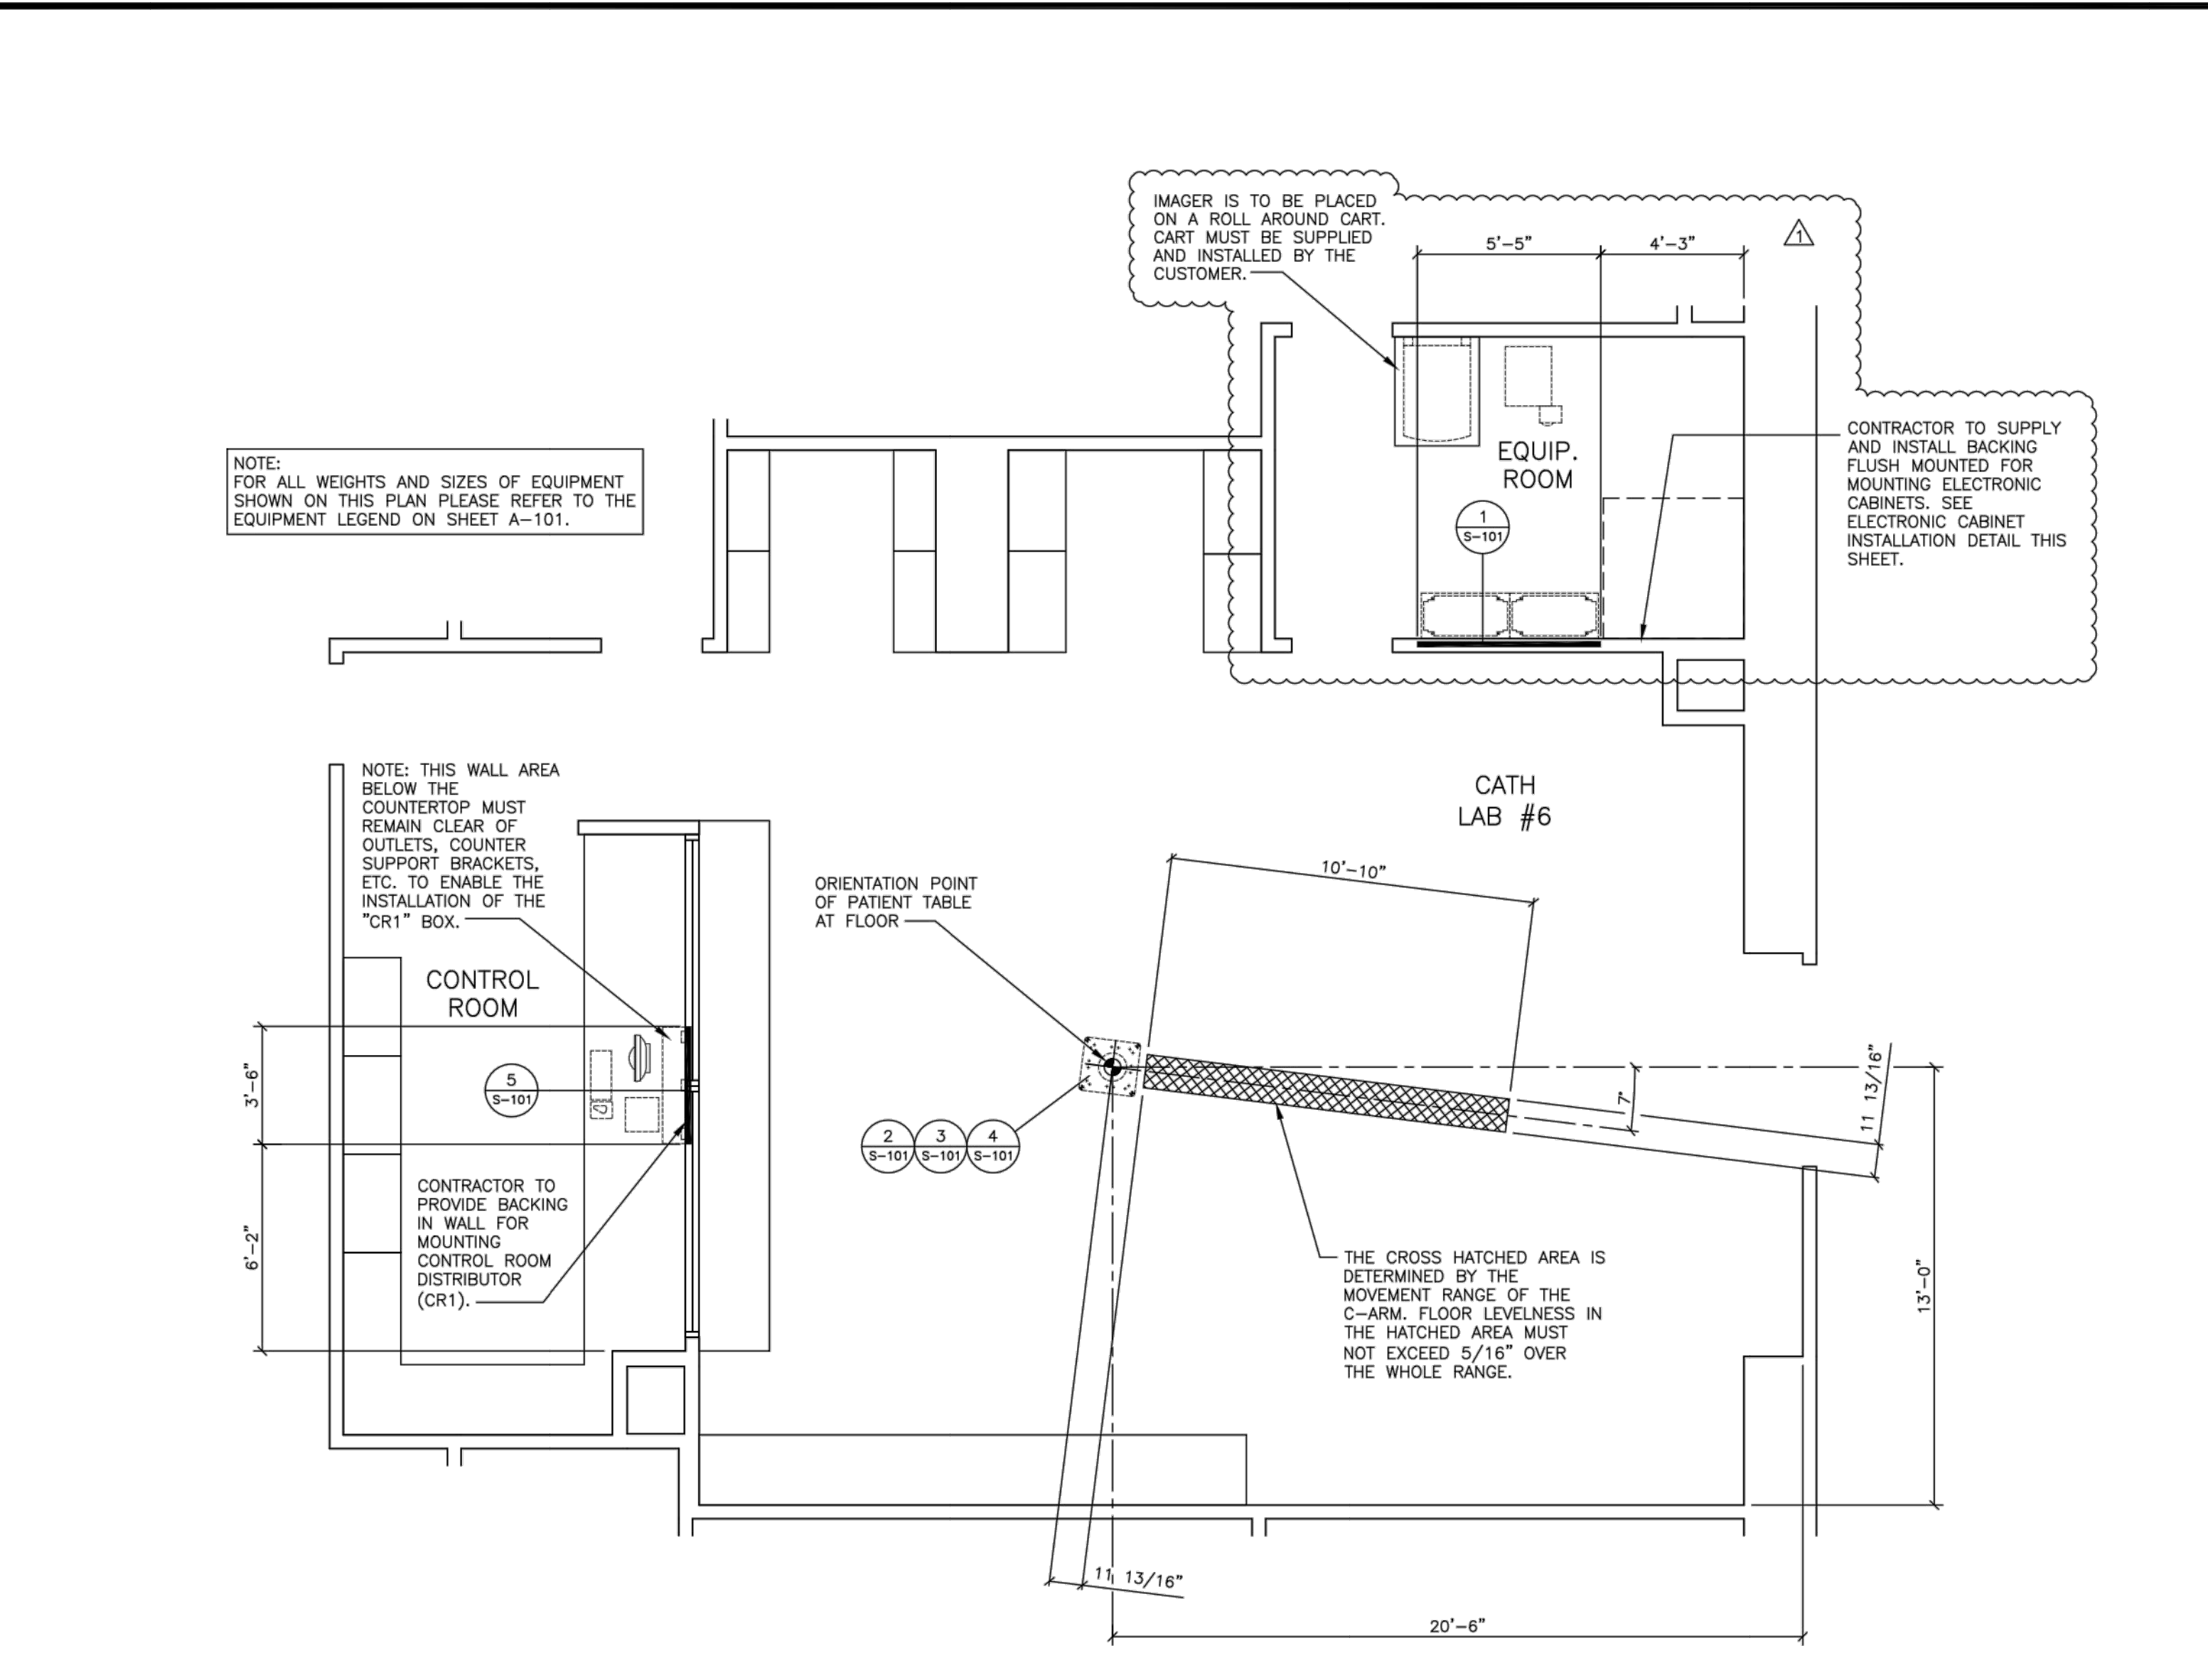 IMAGER IS TO BE PLACED
ON A ROLL AROUND CART.
CART MUST BE SUPPLIED
AND INSTALLED BY THE
CUSTOMER.
5'-5"
4'-3"
1
NOTE:
FOR ALL WEIGHTS AND SIZES OF EQUIPMENT
SHOWN ON THIS PLAN PLEASE REFER TO THE
EQUIPMENT LEGEND ON SHEET A-101.
EQUIP.
ROOM
1
S-101
CONTRACTOR TO SUPPLY
AND INSTALL BACKING
FLUSH MOUNTED FOR
MOUNTING ELECTRONIC
CABINETS. SEE
ELECTRONIC CABINET
INSTALLATION DETAIL THIS
SHEET.
NOTE: THIS WALL AREA
BELOW THE
COUNTERTOP MUST
REMAIN CLEAR OF
OUTLETS, COUNTER
SUPPORT BRACKETS,
ETC. TO ENABLE THE
INSTALLATION OF THE
"CR1" BOX.
CATH
LAB #6
ORIENTATION POINT
OF PATIENT TABLE
AT FLOOR
10'-10"
CONTROL
ROOM
3'-6"
5
S-101
6'-2"
2
S-101
3
S-101
4
S-101
7"
11 13/16"
CONTRACTOR TO
PROVIDE BACKING
IN WALL FOR
MOUNTING
CONTROL ROOM
DISTRIBUTOR
(CR1).
THE CROSS HATCHED AREA IS
DETERMINED BY THE
MOVEMENT RANGE OF THE
C-ARM. FLOOR LEVELNESS IN
THE HATCHED AREA MUST
NOT EXCEED 5/16" OVER
THE WHOLE RANGE.
13'-0"
11 13/16"
20'-6"